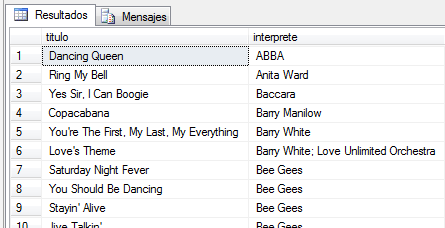 Resultados Mensajes
titulo interprete
1 Dancing Queen ABBA
2 Ring My Bell Anita Ward
3 Yes Sir, I Can Boogie Baccara
4 Copacabana Barry Manilow
5 You're The First, My Last, My Everything Barry White
6 Love's Theme Barry White; Love Unlimited Orchestra
7 Saturday Night Fever Bee Gees
8 You Should Be Dancing Bee Gees
9 Stayin' Alive Bee Gees
10 Jive Talkin' Bee Gees